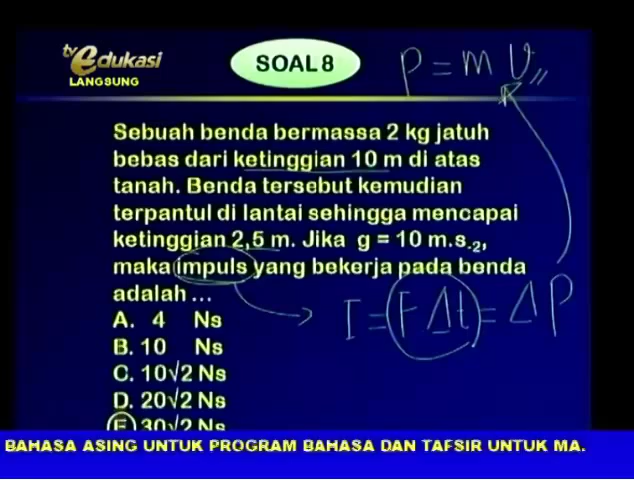 tv edukasi
LANGSUNG
SOAL 8
p = m v,,
Sebuah benda bermassa 2 kg jatuh
bebas dari ketinggian 10 m di atas
tanah. Benda tersebut kemudian
terpantul di lantai sehingga mencapai
ketinggian 2,5 m. Jika g = 10 m.s.₂,
maka impuls yang bekerja pada benda
adalah ...
I = F Δt = ΔP
A. 4 Ns
B. 10 Ns
C. 10√2 Ns
D. 20√2 Ns
E 30√2 Ns
BAHASA ASING UNTUK PROGRAM BAHASA DAN TAFSIR UNTUK MA.